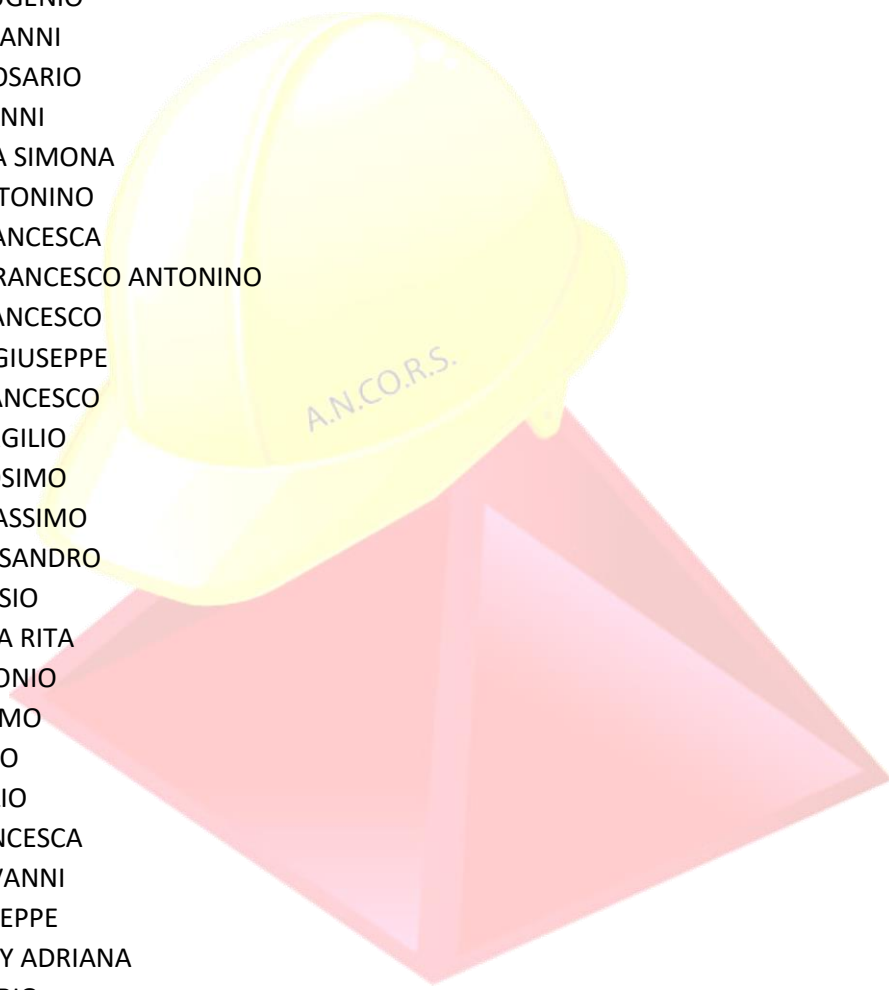 UGENIO
ANNI
OSARIO
NNI
A SIMONA
TONINO
ANCESCA
RANCESCO ANTONINO
ANCESCO
GIUSEPPE
ANCESCO
GILIO
SIMO
ASSIMO
SANDRO
SIO
A RITA
ONIO
MO
O
IO
NCESCA
VANNI
EPPE
Y ADRIANA
A.N.CO.R.S.